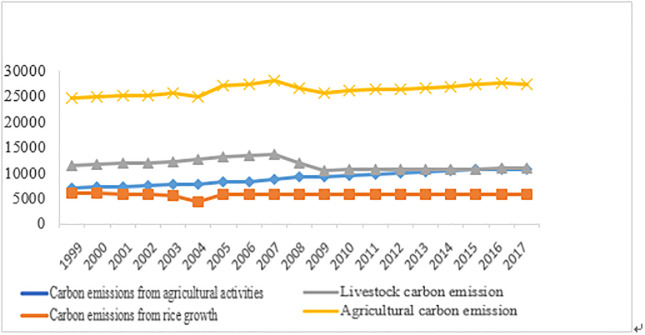 30000
25000
20000
15000
10000
5000
0
1999 2000 2001 2002 2003 2004 2005 2006 2007 2008 2009 2010 2011 2012 2013 2014 2015 2016 2017
Carbon emissions from agricultural activities Livestock carbon emission
Carbon emissions from rice growth Agricultural carbon emission